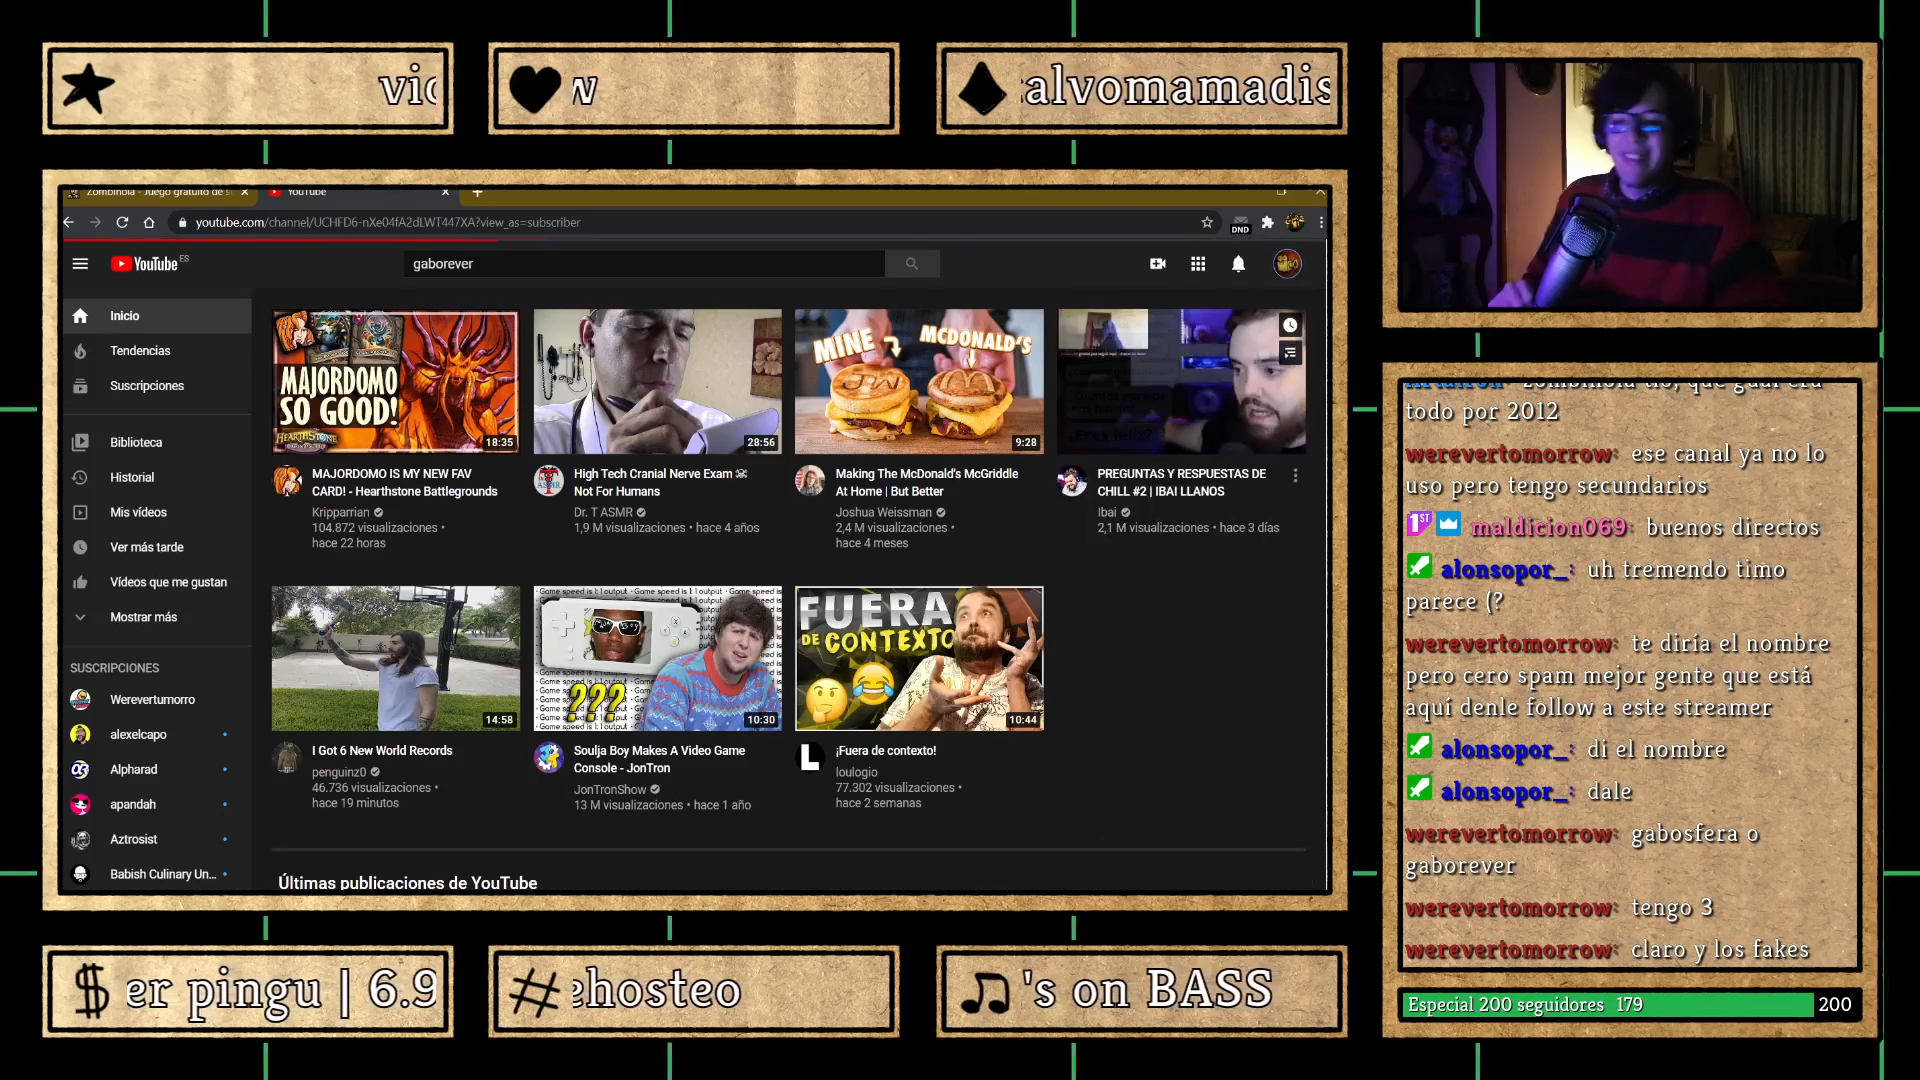 vic
w
alvomamadis
Zombinola - Juego gratuito de s
YouTube
youtube.com/channel/UCHFD6-nXe04fA2dLWT447XA?view_as=subscriber
DND
YouTube ES
gaborever
Inicio
Tendencias
Suscripciones
Biblioteca
Historial
Mis vídeos
Ver más tarde
Vídeos que me gustan
Mostrar más
SUSCRIPCIONES
Werevertumorro
alexelcapo
Alpharad
apandah
Aztrosist
Babish Culinary Un...
MAJORDOMO
SO GOOD!
HEARTHSTONE
18:35
MAJORDOMO IS MY NEW FAV
CARD! - Hearthstone Battlegrounds
Kripparrian
104.872 visualizaciones •
hace 22 horas
28:56
High Tech Cranial Nerve Exam
Not For Humans
Dr. T ASMR
1,9 M visualizaciones • hace 4 años
MINE
MCDONALD'S
JW
9:28
Making The McDonald's McGriddle
At Home | But Better
Joshua Weissman
2,4 M visualizaciones •
hace 4 meses
PREGUNTAS Y RESPUESTAS DE
CHILL #2 | IBAI LLANOS
Ibai
2,1 M visualizaciones • hace 3 días
14:58
I Got 6 New World Records
penguinz0
46.736 visualizaciones •
hace 19 minutos
???
10:30
Soulja Boy Makes A Video Game
Console - JonTron
JonTronShow
13 M visualizaciones • hace 1 año
FUERA
DE CONTEXTO
10:44
¡Fuera de contexto!
loulogio
77.302 visualizaciones •
hace 2 semanas
Últimas publicaciones de YouTube
todo por 2012
werevertomorrow: ese canal ya no lo
uso pero tengo secundarios
1ST maldicion069: buenos directos
alonsopor_: uh tremendo timo
parece (?
werevertomorrow: te diría el nombre
pero cero spam mejor gente que está
aquí denle follow a este streamer
alonsopor_: di el nombre
alonsopor_: dale
werevertomorrow: gabosfera o
gaborever
werevertomorrow: tengo 3
werevertomorrow: claro y los fakes
Especial 200 seguidores 179 200
$ er pingu | 6.9
# ehosteo
's on BASS